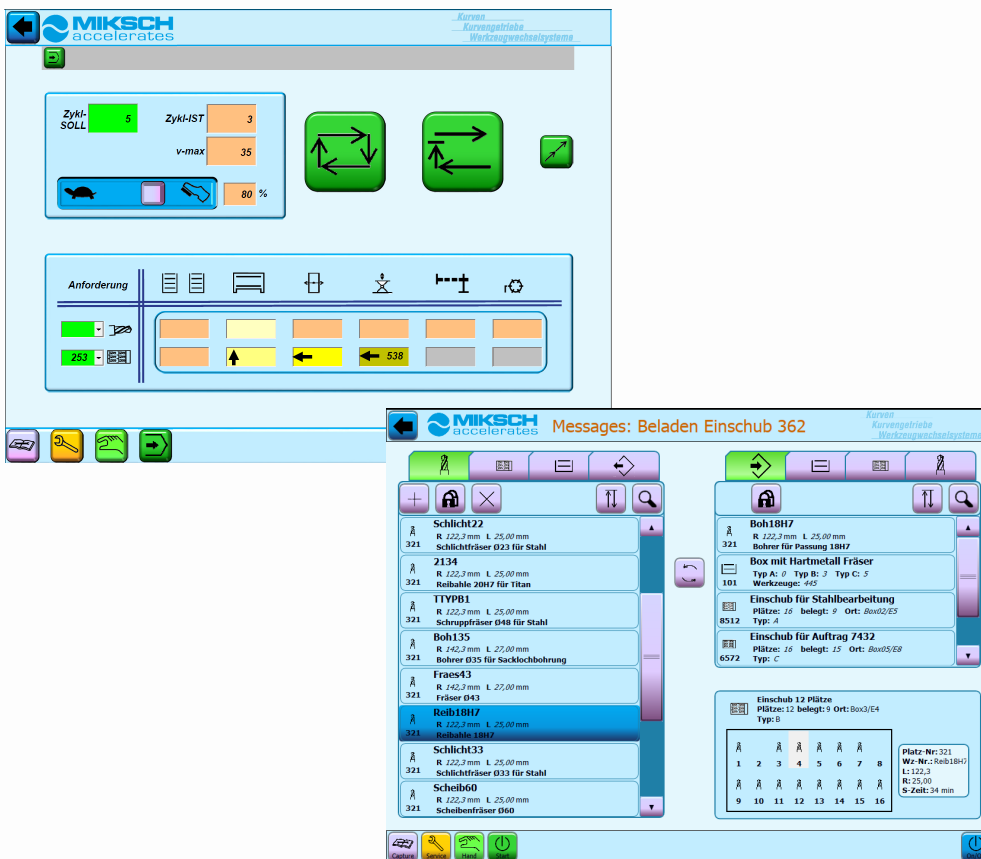 MIKSCH
accelerates
Kurven
Kurvengetriebe
Werkzeugwechselsysteme
Zykl-SOLL 5 Zykl-IST 3
v-max 35
80 %
Anforderung
253 538
MIKSCH
accelerates
Messages: Beladen Einschub 362
Kurven
Kurvengetriebe
Werkzeugwechselsysteme
Schlicht22
R 122,3 mm L 25,00 mm
321 Schlichtfräser Ø23 für Stahl
2134
R 122,3 mm L 25,00 mm
321 Reibahle 20H7 für Titan
TTYPB1
R 122,3 mm L 25,00 mm
321 Schruppfräser Ø48 für Stahl
Boh135
R 142,3 mm L 27,00 mm
321 Bohrer Ø35 für Sacklochbohrung
Fraes43
R 142,3 mm L 27,00 mm
321 Fräser Ø43
Reib18H7
R 122,3 mm L 25,00 mm
321 Reibahle 18H7
Schlicht33
R 122,3 mm L 25,00 mm
321 Schlichtfräser Ø33 für Stahl
Scheib60
R 122,3 mm L 25,00 mm
321 Scheibenfräser Ø60
Boh18H7
R 122,3 mm L 25,00 mm
321 Bohrer für Passung 18H7
Box mit Hartmetall Fräser
Typ A: 0 Typ B: 3 Typ C: 5
101 Werkzeuge: 445
Einschub für Stahlbearbeitung
Plätze: 16 belegt: 9 Ort: Box02/E5
8512 Typ: A
Einschub für Auftrag 7432
Plätze: 16 belegt: 15 Ort: Box05/E8
6572 Typ: C
Einschub 12 Plätze
Plätze: 12 belegt: 9 Ort: Box3/E4
Typ: B
1 2 3 4 5 6 7 8
9 10 11 12 13 14 15 16
Platz-Nr: 321
Wz-Nr.: Reib18H7
L: 122,3
R: 25,00
S-Zeit: 34 min
Capture Service Hand Start